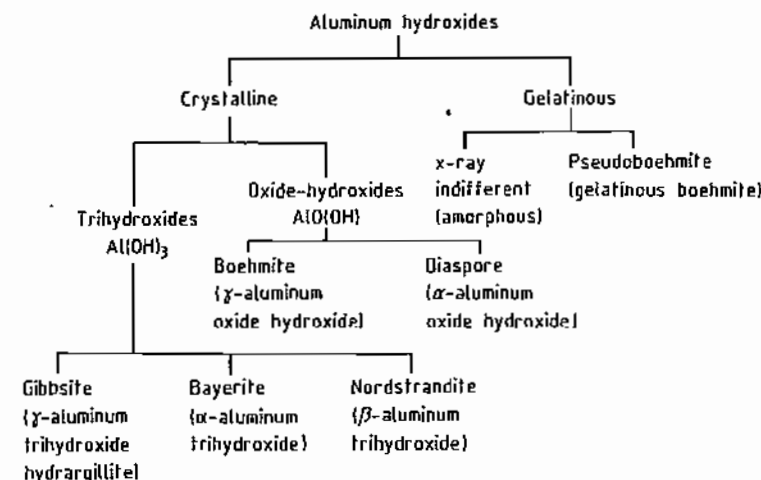 Aluminum hydroxides
Crystalline
Gelatinous
x-ray
indifferent
(amorphous)
Pseudoboehmite
(gelatinous boehmite)
Oxide-hydroxides
AlO(OH)
Trihydroxides
Al(OH)₃
Boehmite
(γ-aluminum
oxide hydroxide)
Diaspore
(α-aluminum
oxide hydroxide)
Gibbsite
(γ-aluminum
trihydroxide
hydrargillite)
Bayerite
(α-aluminum
trihydroxide)
Nordstrandite
(β-aluminum
trihydroxide)